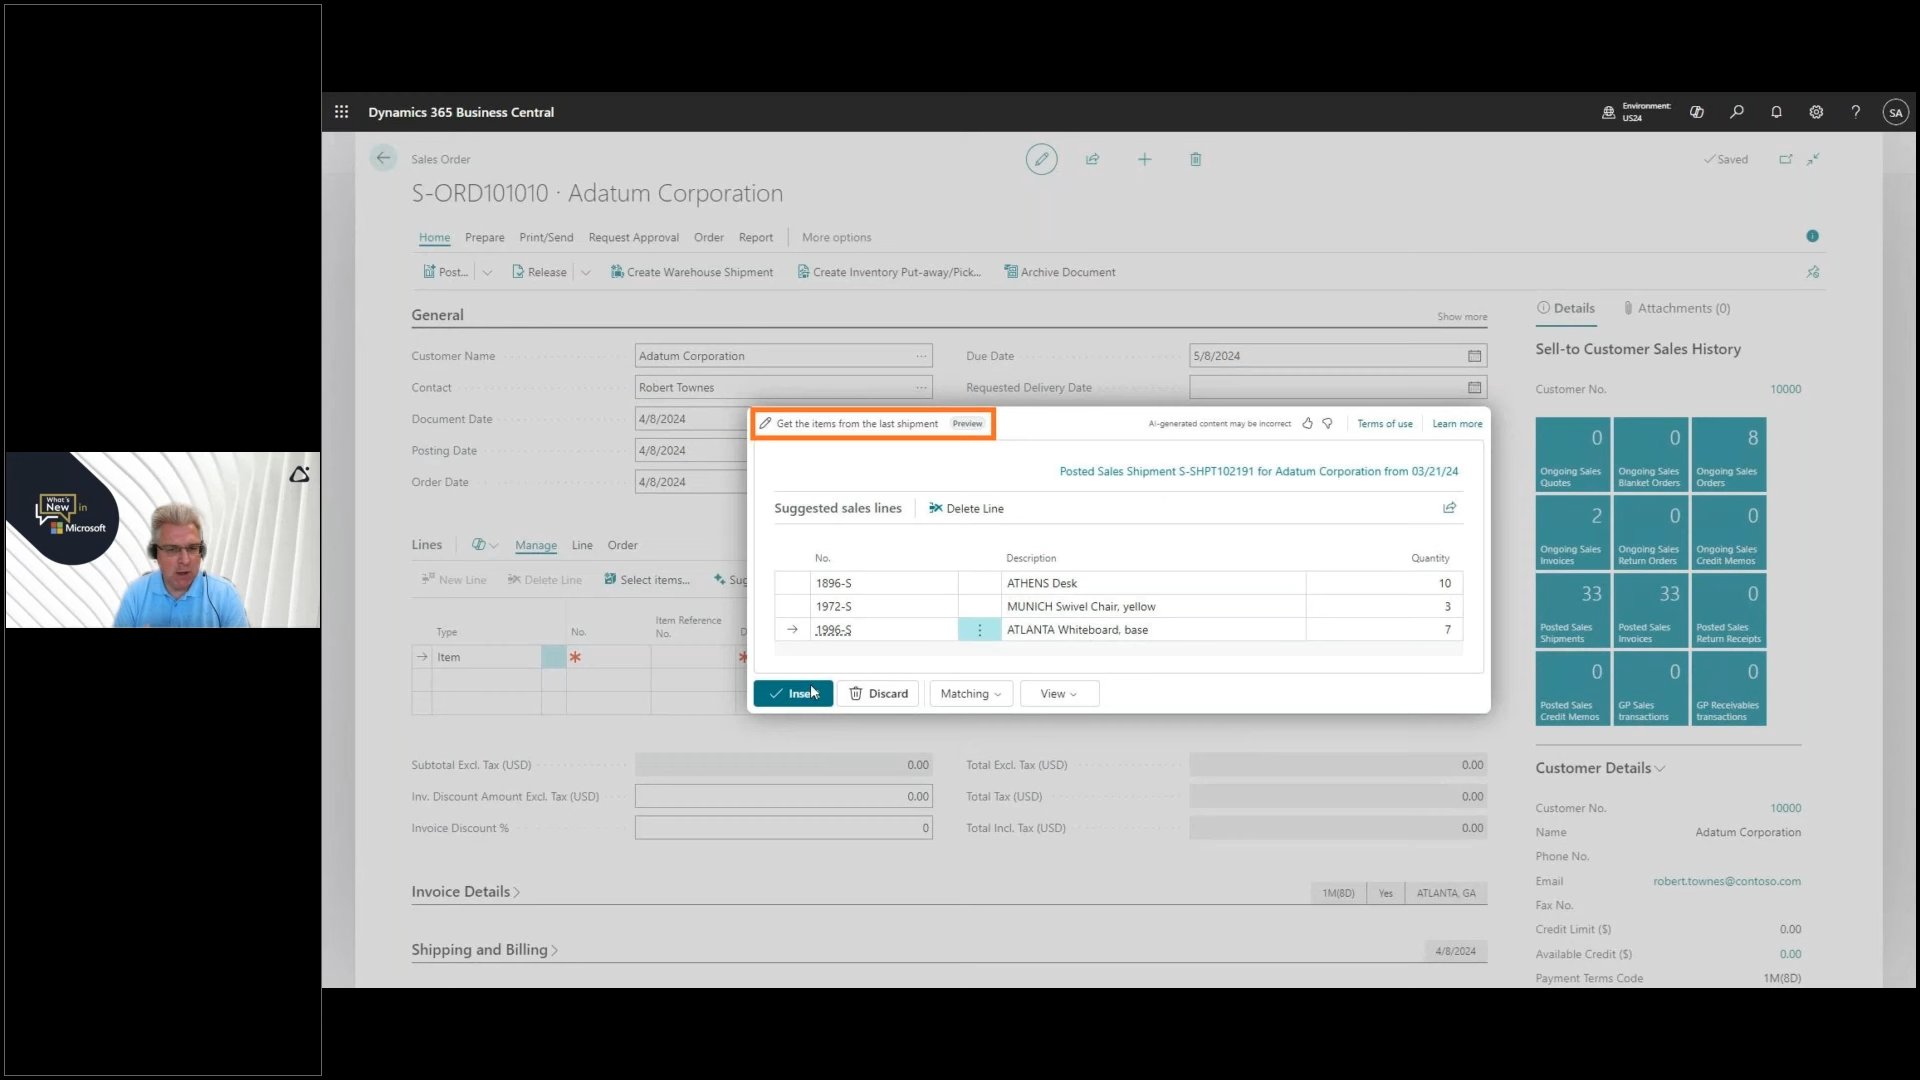 What's
New in
Microsoft
Dynamics 365 Business Central
Environment:
US24
?
SA
Sales Order
Saved
S-ORD101010 · Adatum Corporation
Home Prepare Print/Send Request Approval Order Report More options
Post... Release Create Warehouse Shipment Create Inventory Put-away/Pick... Archive Document
General
Show more
Customer Name Adatum Corporation
Contact Robert Townes
Document Date 4/8/2024
Posting Date 4/8/2024
Order Date 4/8/2024
Due Date 5/8/2024
Requested Delivery Date
Get the items from the last shipment Preview
AI-generated content may be incorrect
Terms of use Learn more
Posted Sales Shipment S-SHPT102191 for Adatum Corporation from 03/21/24
Suggested sales lines Delete Line
No. Description Quantity
1896-S ATHENS Desk 10
1972-S MUNICH Swivel Chair, yellow 3
1996-S ATLANTA Whiteboard, base 7
Discard Matching View
Lines Manage Line Order
New Line Delete Line Select items...
Type No. Item Reference
No.
Item
Subtotal Excl. Tax (USD) 0.00
Inv. Discount Amount Excl. Tax (USD) 0.00
Invoice Discount % 0
Total Excl. Tax (USD) 0.00
Total Tax (USD) 0.00
Total Incl. Tax (USD) 0.00
Invoice Details 1M(8D) Yes ATLANTA, GA
Shipping and Billing 4/8/2024
Details Attachments (0)
Sell-to Customer Sales History
Customer No. 10000
0 0 8
Ongoing Sales Quotes
Ongoing Sales Blanket Orders
Ongoing Sales Orders
2 0 0
Ongoing Sales Invoices
Ongoing Sales Return Orders
Ongoing Sales Credit Memos
33 33 0
Posted Sales Shipments
Posted Sales Invoices
Posted Sales Return Receipts
0 0 0
Posted Sales Credit Memos
GP Sales transactions
GP Receivables transactions
Customer Details
Customer No. 10000
Name Adatum Corporation
Phone No.
Email robert.townes@contoso.com
Fax No.
Credit Limit ($) 0.00
Available Credit ($) 0.00
Payment Terms Code 1M(8D)